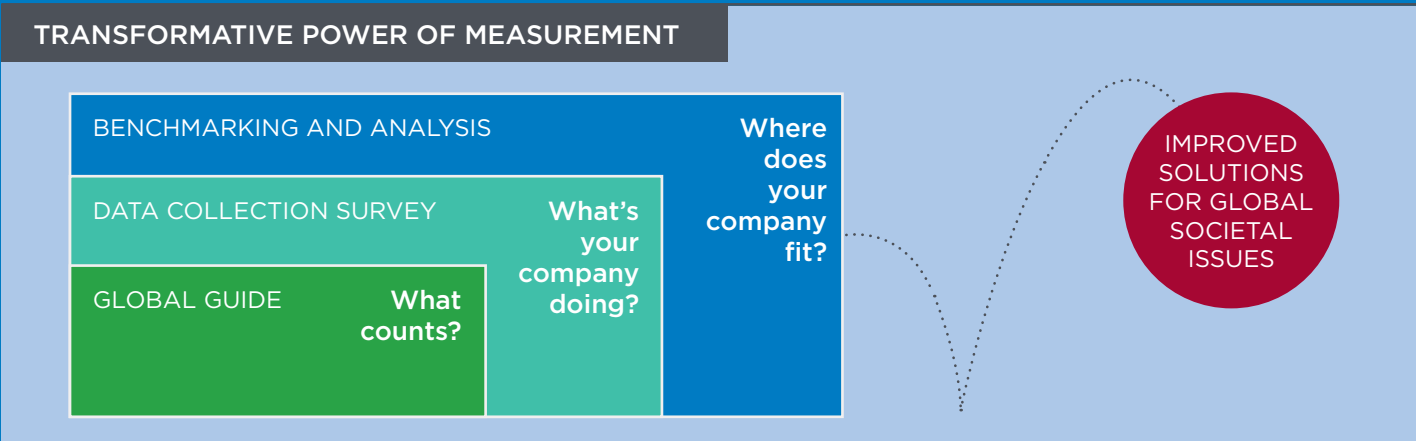 TRANSFORMATIVE POWER OF MEASUREMENT
BENCHMARKING AND ANALYSIS
Where
does
your
company
fit?
DATA COLLECTION SURVEY
What's
your
company
doing?
GLOBAL GUIDE
What
counts?
IMPROVED
SOLUTIONS
FOR GLOBAL
SOCIETAL
ISSUES